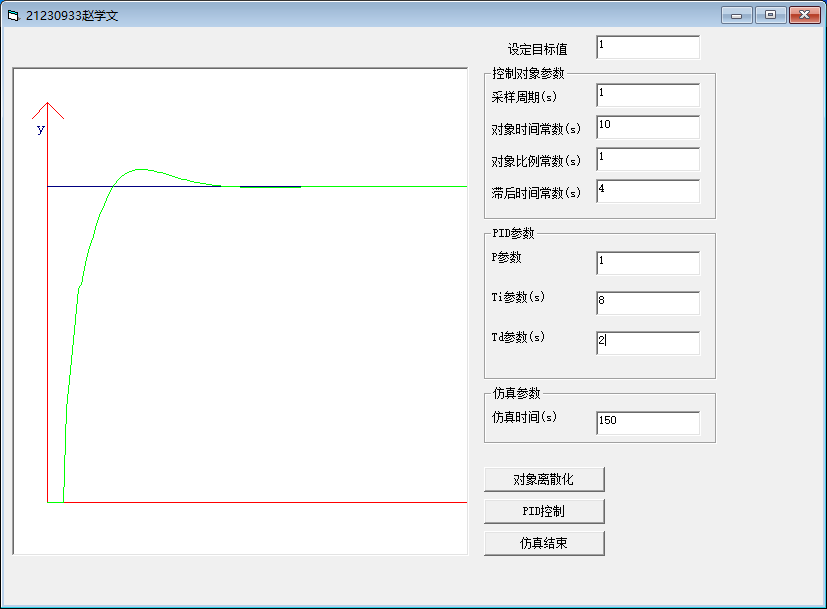 21230933赵学文
设定目标值 1
控制对象参数
采样周期(s) 1
对象时间常数(s) 10
对象比例常数(s) 1
滞后时间常数(s) 4
PID参数
P参数 1
Ti参数(s) 8
Td参数(s) 2
仿真参数
仿真时间(s) 150
对象离散化
PID控制
仿真结束
y